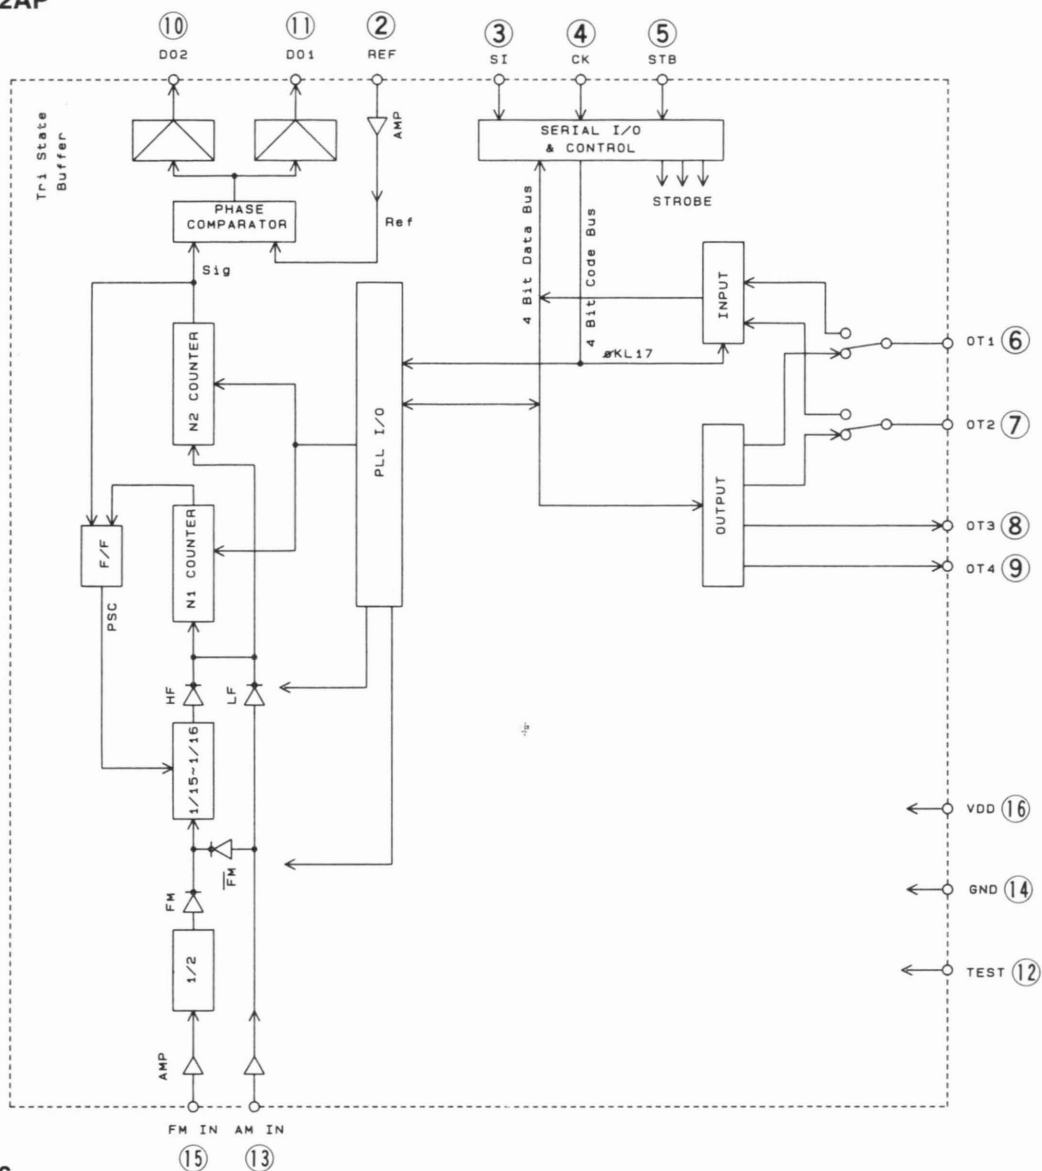 2AP
⑩ ⑪ ② ③ ④ ⑤
DO2 DO1 REF SI CK STB
Tri State
Buffer
AMP
SERIAL I/O
& CONTROL
STROBE
PHASE
COMPARATOR
Ref
Sig
4 Bit Data Bus
4 Bit Code Bus
INPUT
N2 COUNTER
PLL I/O
øKL17
OT1 ⑥
OT2 ⑦
OUTPUT
F/F
N1 COUNTER
OT3 ⑧
OT4 ⑨
PSC
HF
LF
1/15~1/16
VDD ⑯
FM
FM
GND ⑭
1/2
TEST ⑫
AMP
FM IN AM IN
⑮ ⑬